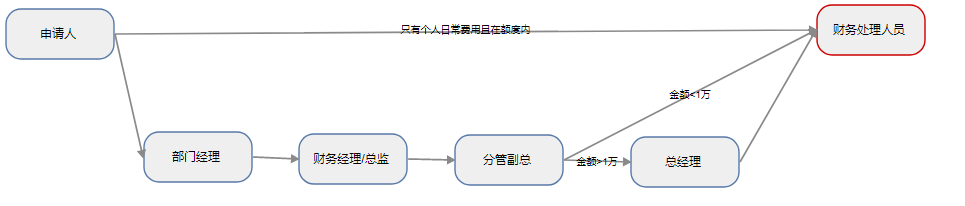 申请人
只有个人日常费用且在额度内
财务处理人员
金额<1万
部门经理
财务经理/总监
分管副总
金额>1万
总经理